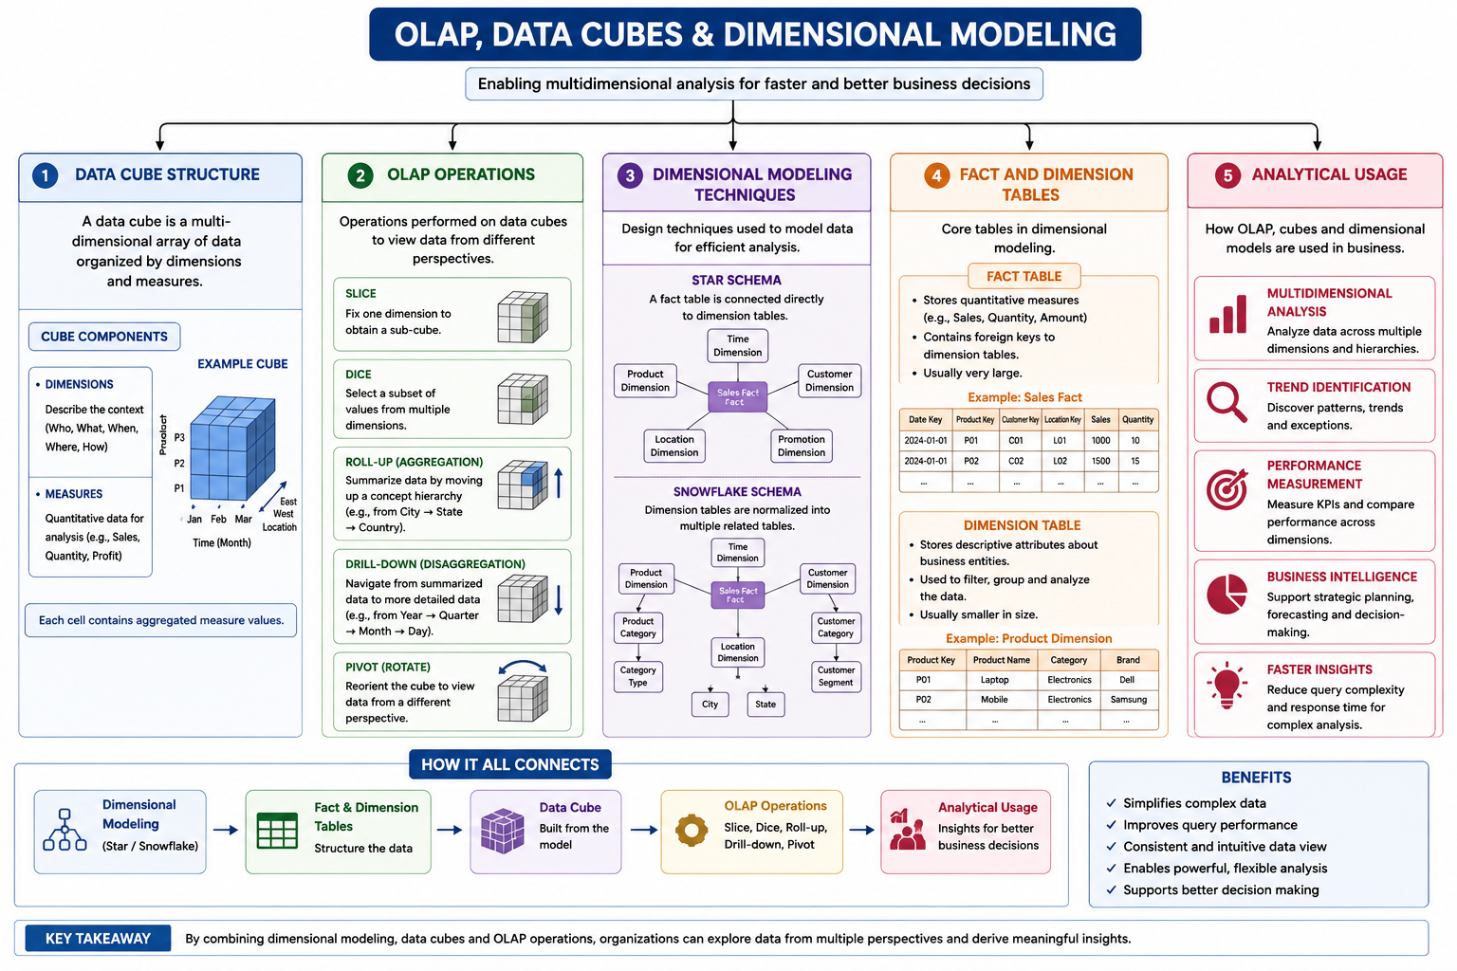 OLAP, DATA CUBES & DIMENSIONAL MODELING
Enabling multidimensional analysis for faster and better business decisions
1 DATA CUBE STRUCTURE
A data cube is a multi-
dimensional array of data
organized by dimensions
and measures.
CUBE COMPONENTS
• DIMENSIONS
Describe the context
(Who, What, When,
Where, How)
• MEASURES
Quantitative data for
analysis (e.g., Sales,
Quantity, Profit)
EXAMPLE CUBE
P3
P2
P1
Jan Feb Mar
Time (Month)
East
West
Location
Each cell contains aggregated measure values.
2 OLAP OPERATIONS
Operations performed on data cubes
to view data from different
perspectives.
SLICE
Fix one dimension to
obtain a sub-cube.
DICE
Select a subset of
values from multiple
dimensions.
ROLL-UP (AGGREGATION)
Summarize data by moving
up a concept hierarchy
(e.g., from City → State
→ Country).
DRILL-DOWN (DISAGGREGATION)
Navigate from summarized
data to more detailed data
(e.g., from Year → Quarter
→ Month → Day).
PIVOT (ROTATE)
Reorient the cube to view
data from a different
perspective.
3 DIMENSIONAL MODELING
TECHNIQUES
Design techniques used to model data
for efficient analysis.
STAR SCHEMA
A fact table is connected directly
to dimension tables.
Time
Dimension
Product
Dimension
Customer
Dimension
Sales Fact
Fact
Location
Dimension
Promotion
Dimension
SNOWFLAKE SCHEMA
Dimension tables are normalized into
multiple related tables.
Time
Dimension
Product
Dimension
Customer
Dimension
Sales Fact
Fact
Product
Category
Customer
Category
Location
Dimension
Category
Type
Customer
Segment
City
State
4 FACT AND DIMENSION
TABLES
Core tables in dimensional
modeling.
FACT TABLE
• Stores quantitative measures
(e.g., Sales, Quantity, Amount)
• Contains foreign keys to
dimension tables.
• Usually very large.
Example: Sales Fact
Date Key Product Key Customer Key Location Key Sales Quantity
2024-01-01 P01 C01 L01 1000 10
2024-01-01 P02 C02 L02 1500 15
... ... ... ... ... ...
DIMENSION TABLE
• Stores descriptive attributes about
business entities.
• Used to filter, group and analyze
the data.
• Usually smaller in size.
Example: Product Dimension
Product Key Product Name Category Brand
P01 Laptop Electronics Dell
P02 Mobile Electronics Samsung
... ... ... ...
5 ANALYTICAL USAGE
How OLAP, cubes and dimensional
models are used in business.
MULTIDIMENSIONAL
ANALYSIS
Analyze data across multiple
dimensions and hierarchies.
TREND IDENTIFICATION
Discover patterns, trends
and exceptions.
PERFORMANCE
MEASUREMENT
Measure KPIs and compare
performance across
dimensions.
BUSINESS INTELLIGENCE
Support strategic planning,
forecasting and decision-
making.
FASTER INSIGHTS
Reduce query complexity
and response time for
complex analysis.
HOW IT ALL CONNECTS
Dimensional
Modeling
(Star / Snowflake)
Fact & Dimension
Tables
Structure the data
Data Cube
Built from the
model
OLAP Operations
Slice, Dice, Roll-up,
Drill-down, Pivot
Analytical Usage
Insights for better
business decisions
BENEFITS
✓ Simplifies complex data
✓ Improves query performance
✓ Consistent and intuitive data view
✓ Enables powerful, flexible analysis
✓ Supports better decision making
KEY TAKEAWAY
By combining dimensional modeling, data cubes and OLAP operations, organizations can explore data from multiple perspectives and derive meaningful insights.